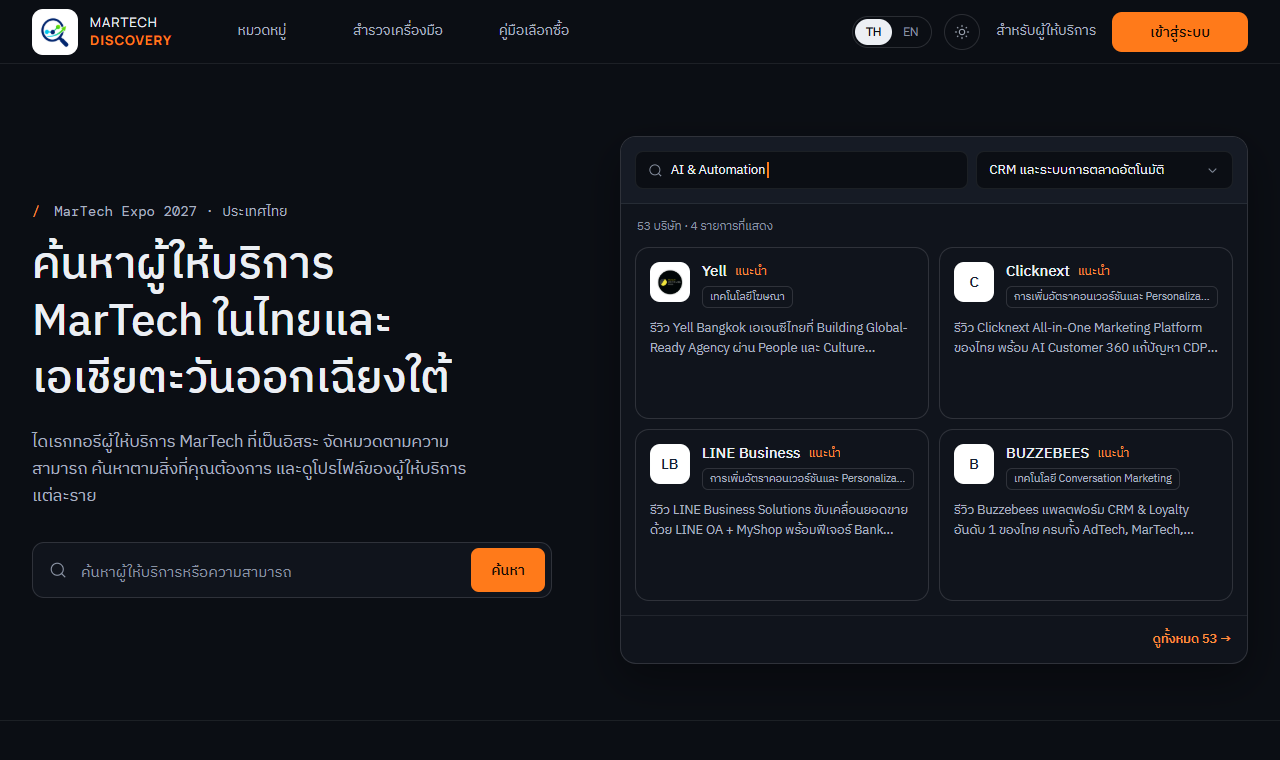 MARTECH
DISCOVERY
หมวดหมู่
สำรวจเครื่องมือ
คู่มือเลือกซื้อ
TH EN
สำหรับผู้ให้บริการ
เข้าสู่ระบบ
/ MarTech Expo 2027 · ประเทศไทย
ค้นหาผู้ให้บริการ
MarTech ในไทยและ
เอเชียตะวันออกเฉียงใต้
ไดเรกทอรีผู้ให้บริการ MarTech ที่เป็นอิสระ จัดหมวดตามความ
สามารถ ค้นหาตามสิ่งที่คุณต้องการ และดูโปรไฟล์ของผู้ให้บริการ
แต่ละราย
ค้นหาผู้ให้บริการหรือความสามารถ
ค้นหา
AI & Automation
CRM และระบบการตลาดอัตโนมัติ
53 บริษัท · 4 รายการที่แสดง
Yell แนะนำ
เทคโนโลยีโฆษณา
รีวิว Yell Bangkok เอเจนซีไทยที่ Building Global-
Ready Agency ผ่าน People และ Culture...
C
Clicknext แนะนำ
การเพิ่มอัตราคอนเวอร์ชันและ Personaliza...
รีวิว Clicknext All-in-One Marketing Platform
ของไทย พร้อม AI Customer 360 แก้ปัญหา CDP...
LB
LINE Business แนะนำ
การเพิ่มอัตราคอนเวอร์ชันและ Personaliza...
รีวิว LINE Business Solutions ขับเคลื่อนยอดขาย
ด้วย LINE OA + MyShop พร้อมฟีเจอร์ Bank...
B
BUZZEBEES แนะนำ
เทคโนโลยี Conversation Marketing
รีวิว Buzzebees แพลตฟอร์ม CRM & Loyalty
อันดับ 1 ของไทย ครบทั้ง AdTech, MarTech,...
ดูทั้งหมด 53 →